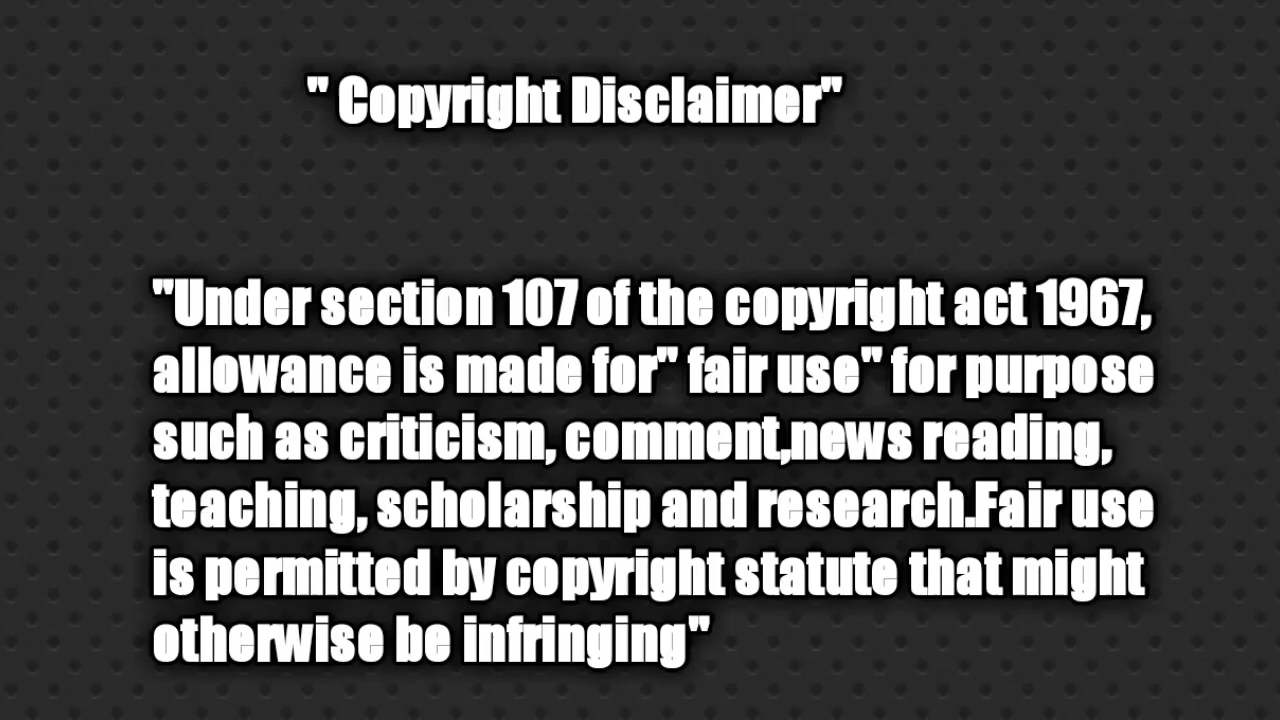 " Copyright Disclaimer"
"Under section 107 of the copyright act 1967,
allowance is made for" fair use" for purpose
such as criticism, comment,news reading,
teaching, scholarship and research.Fair use
is permitted by copyright statute that might
otherwise be infringing"